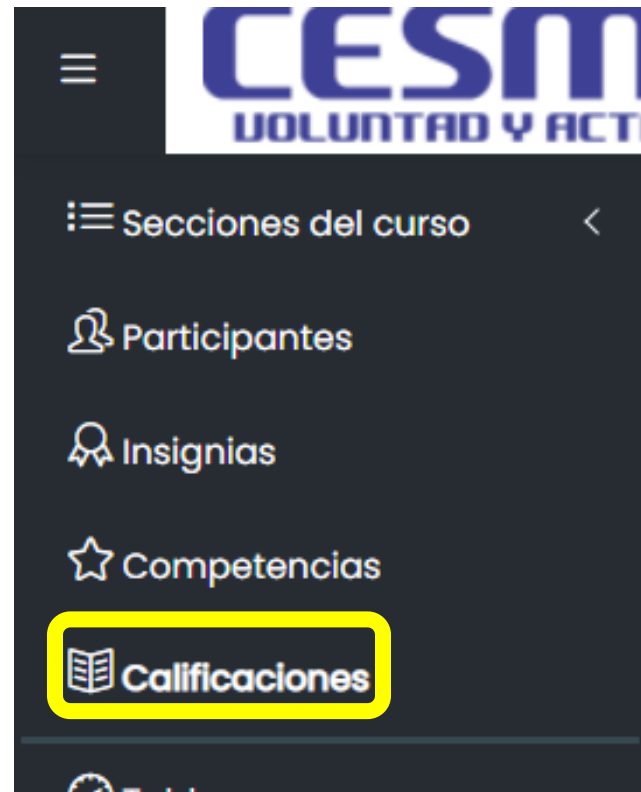 CESM
VOLUNTAD Y ACT
Secciones del curso
Participantes
Insignias
Competencias
Calificaciones